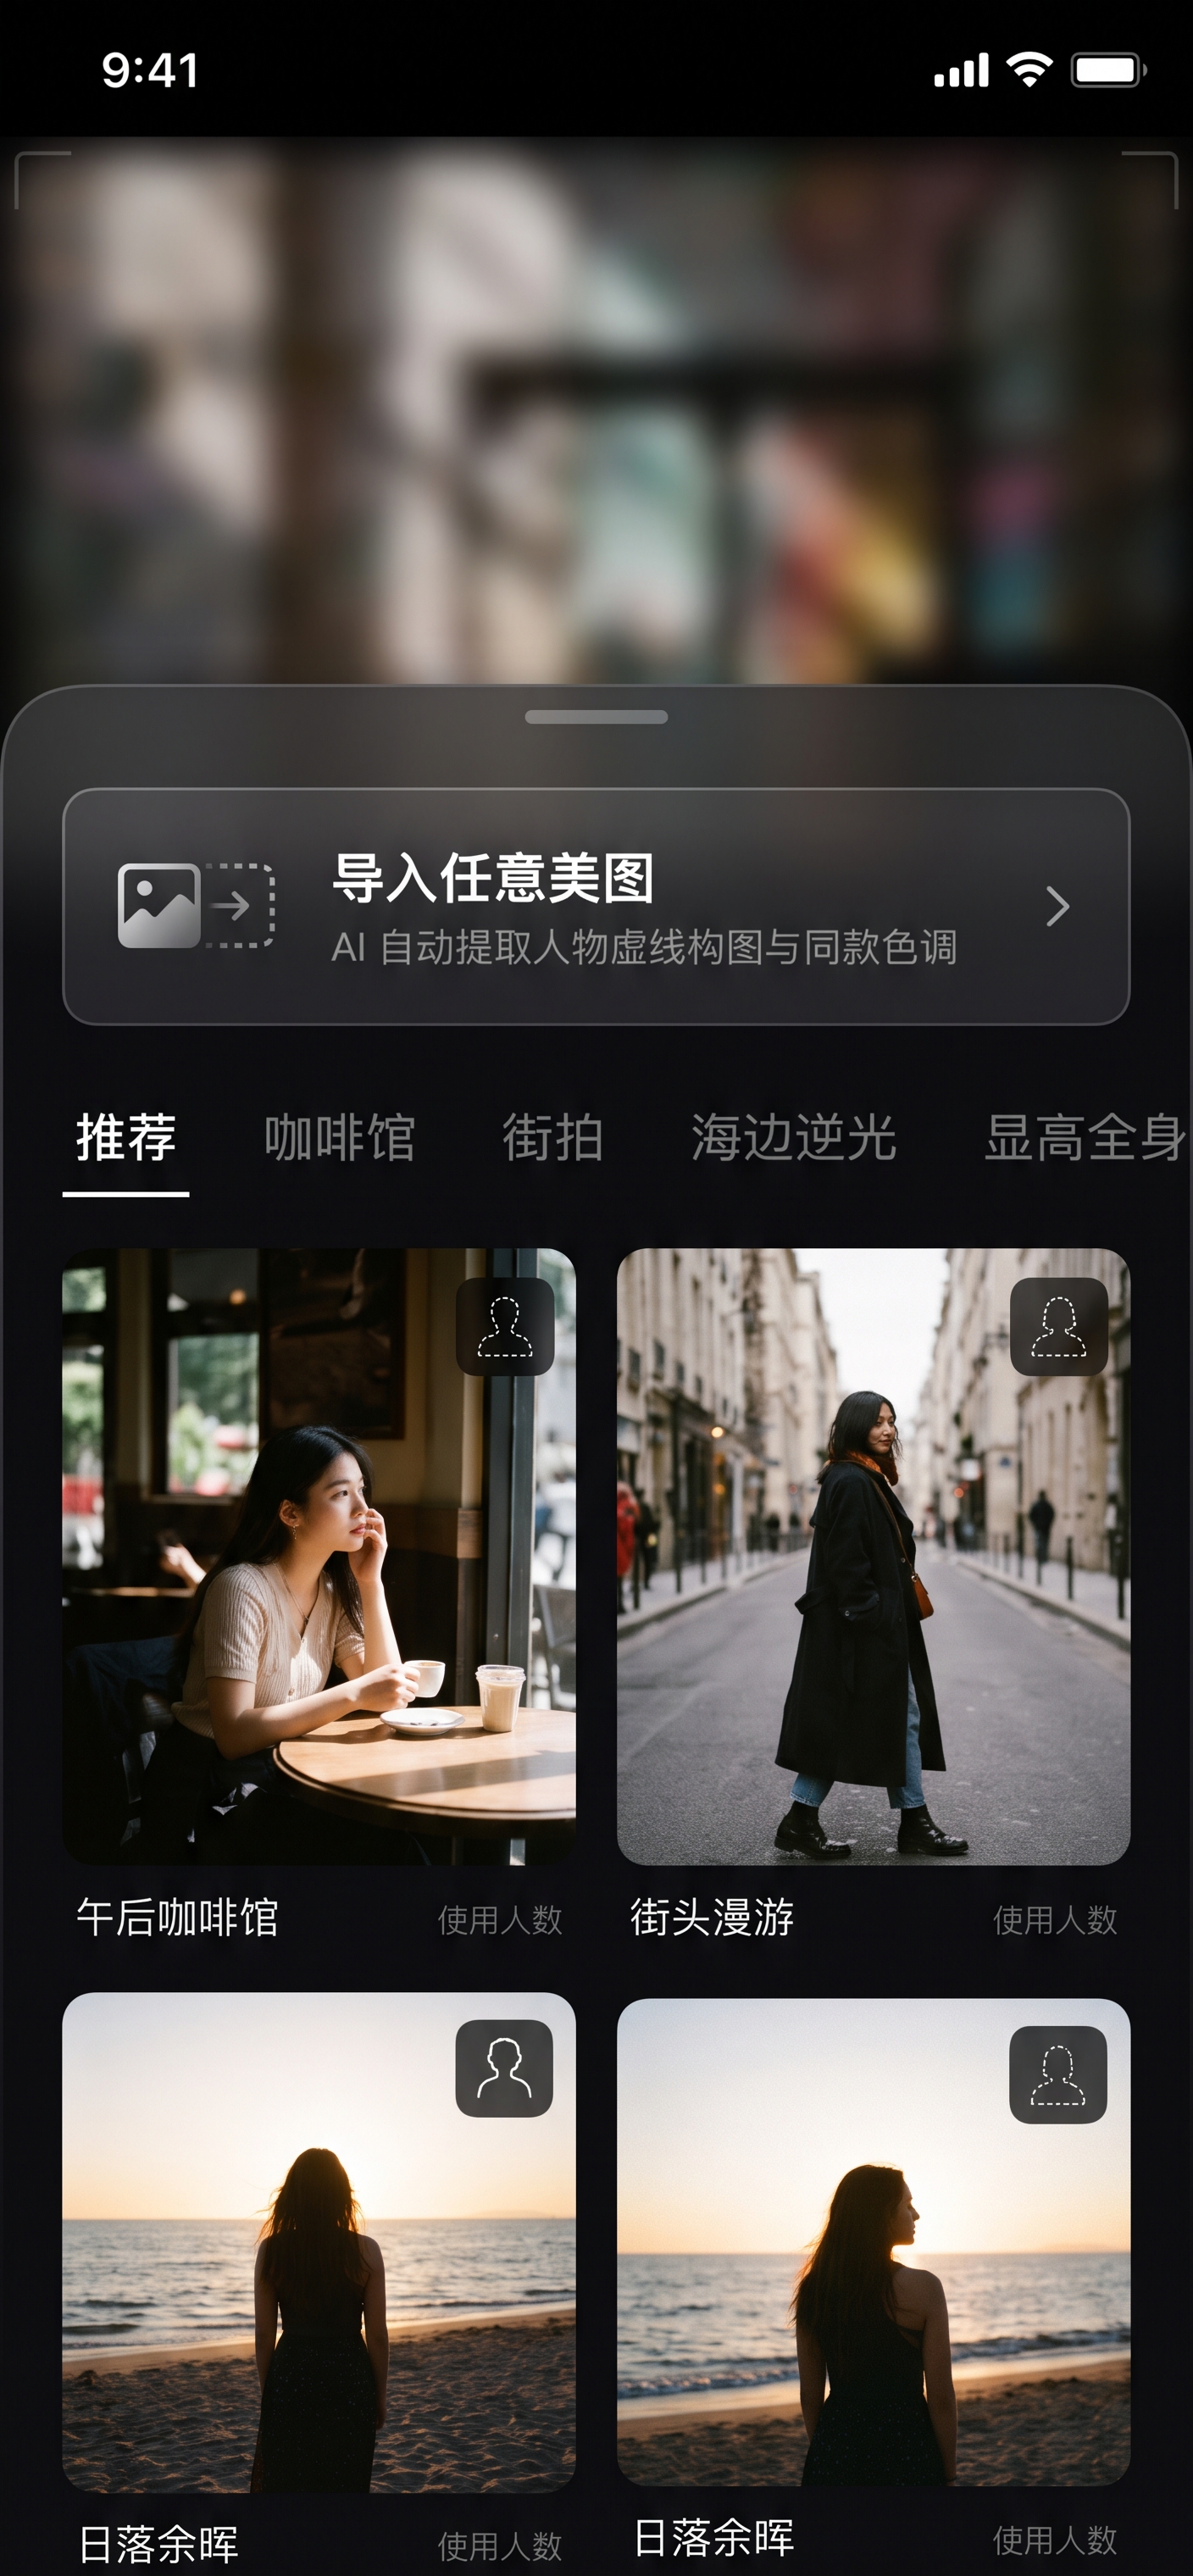 9:41
导入任意美图
AI 自动提取人物虚线构图与同款色调
推荐 咖啡馆 街拍 海边逆光 显高全身
午后咖啡馆 使用人数
街头漫游 使用人数
日落余晖 使用人数
日落余晖 使用人数